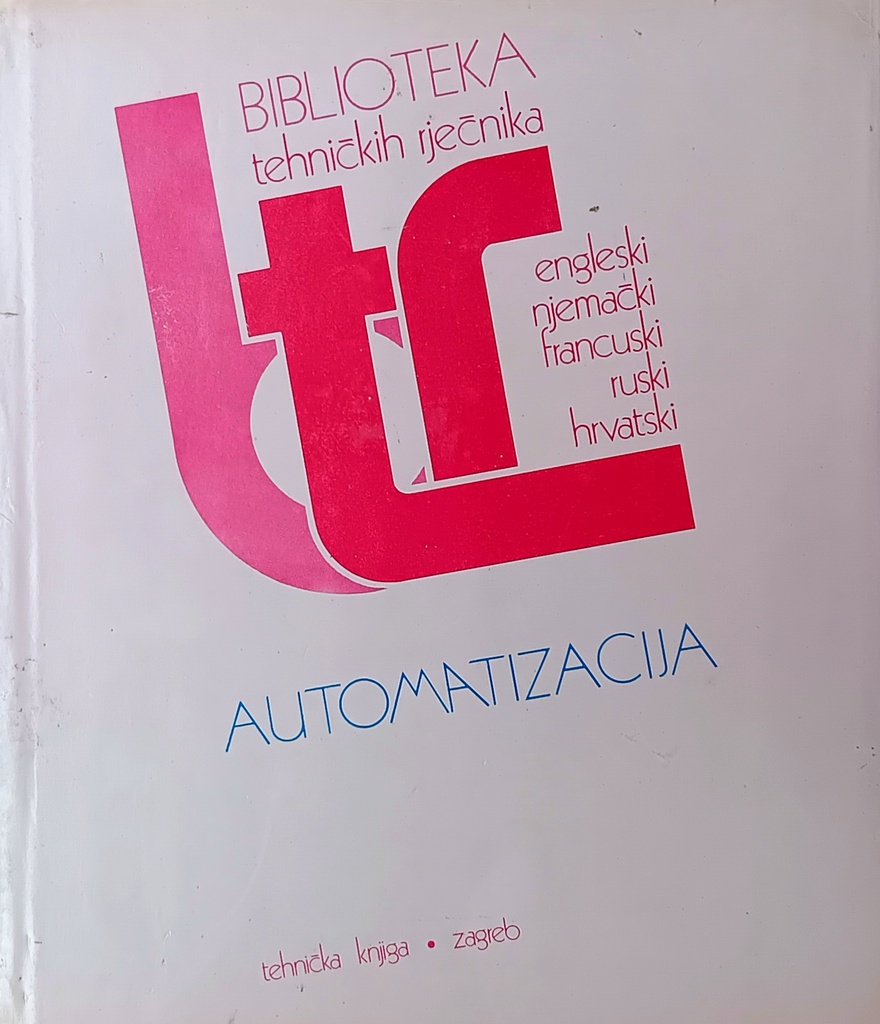 BIBLIOTEKA
tehničkih rječnika
btr
engleski
njemački
francuski
ruski
hrvatski
AUTOMATIZACIJA
tehnička knjiga • zagreb